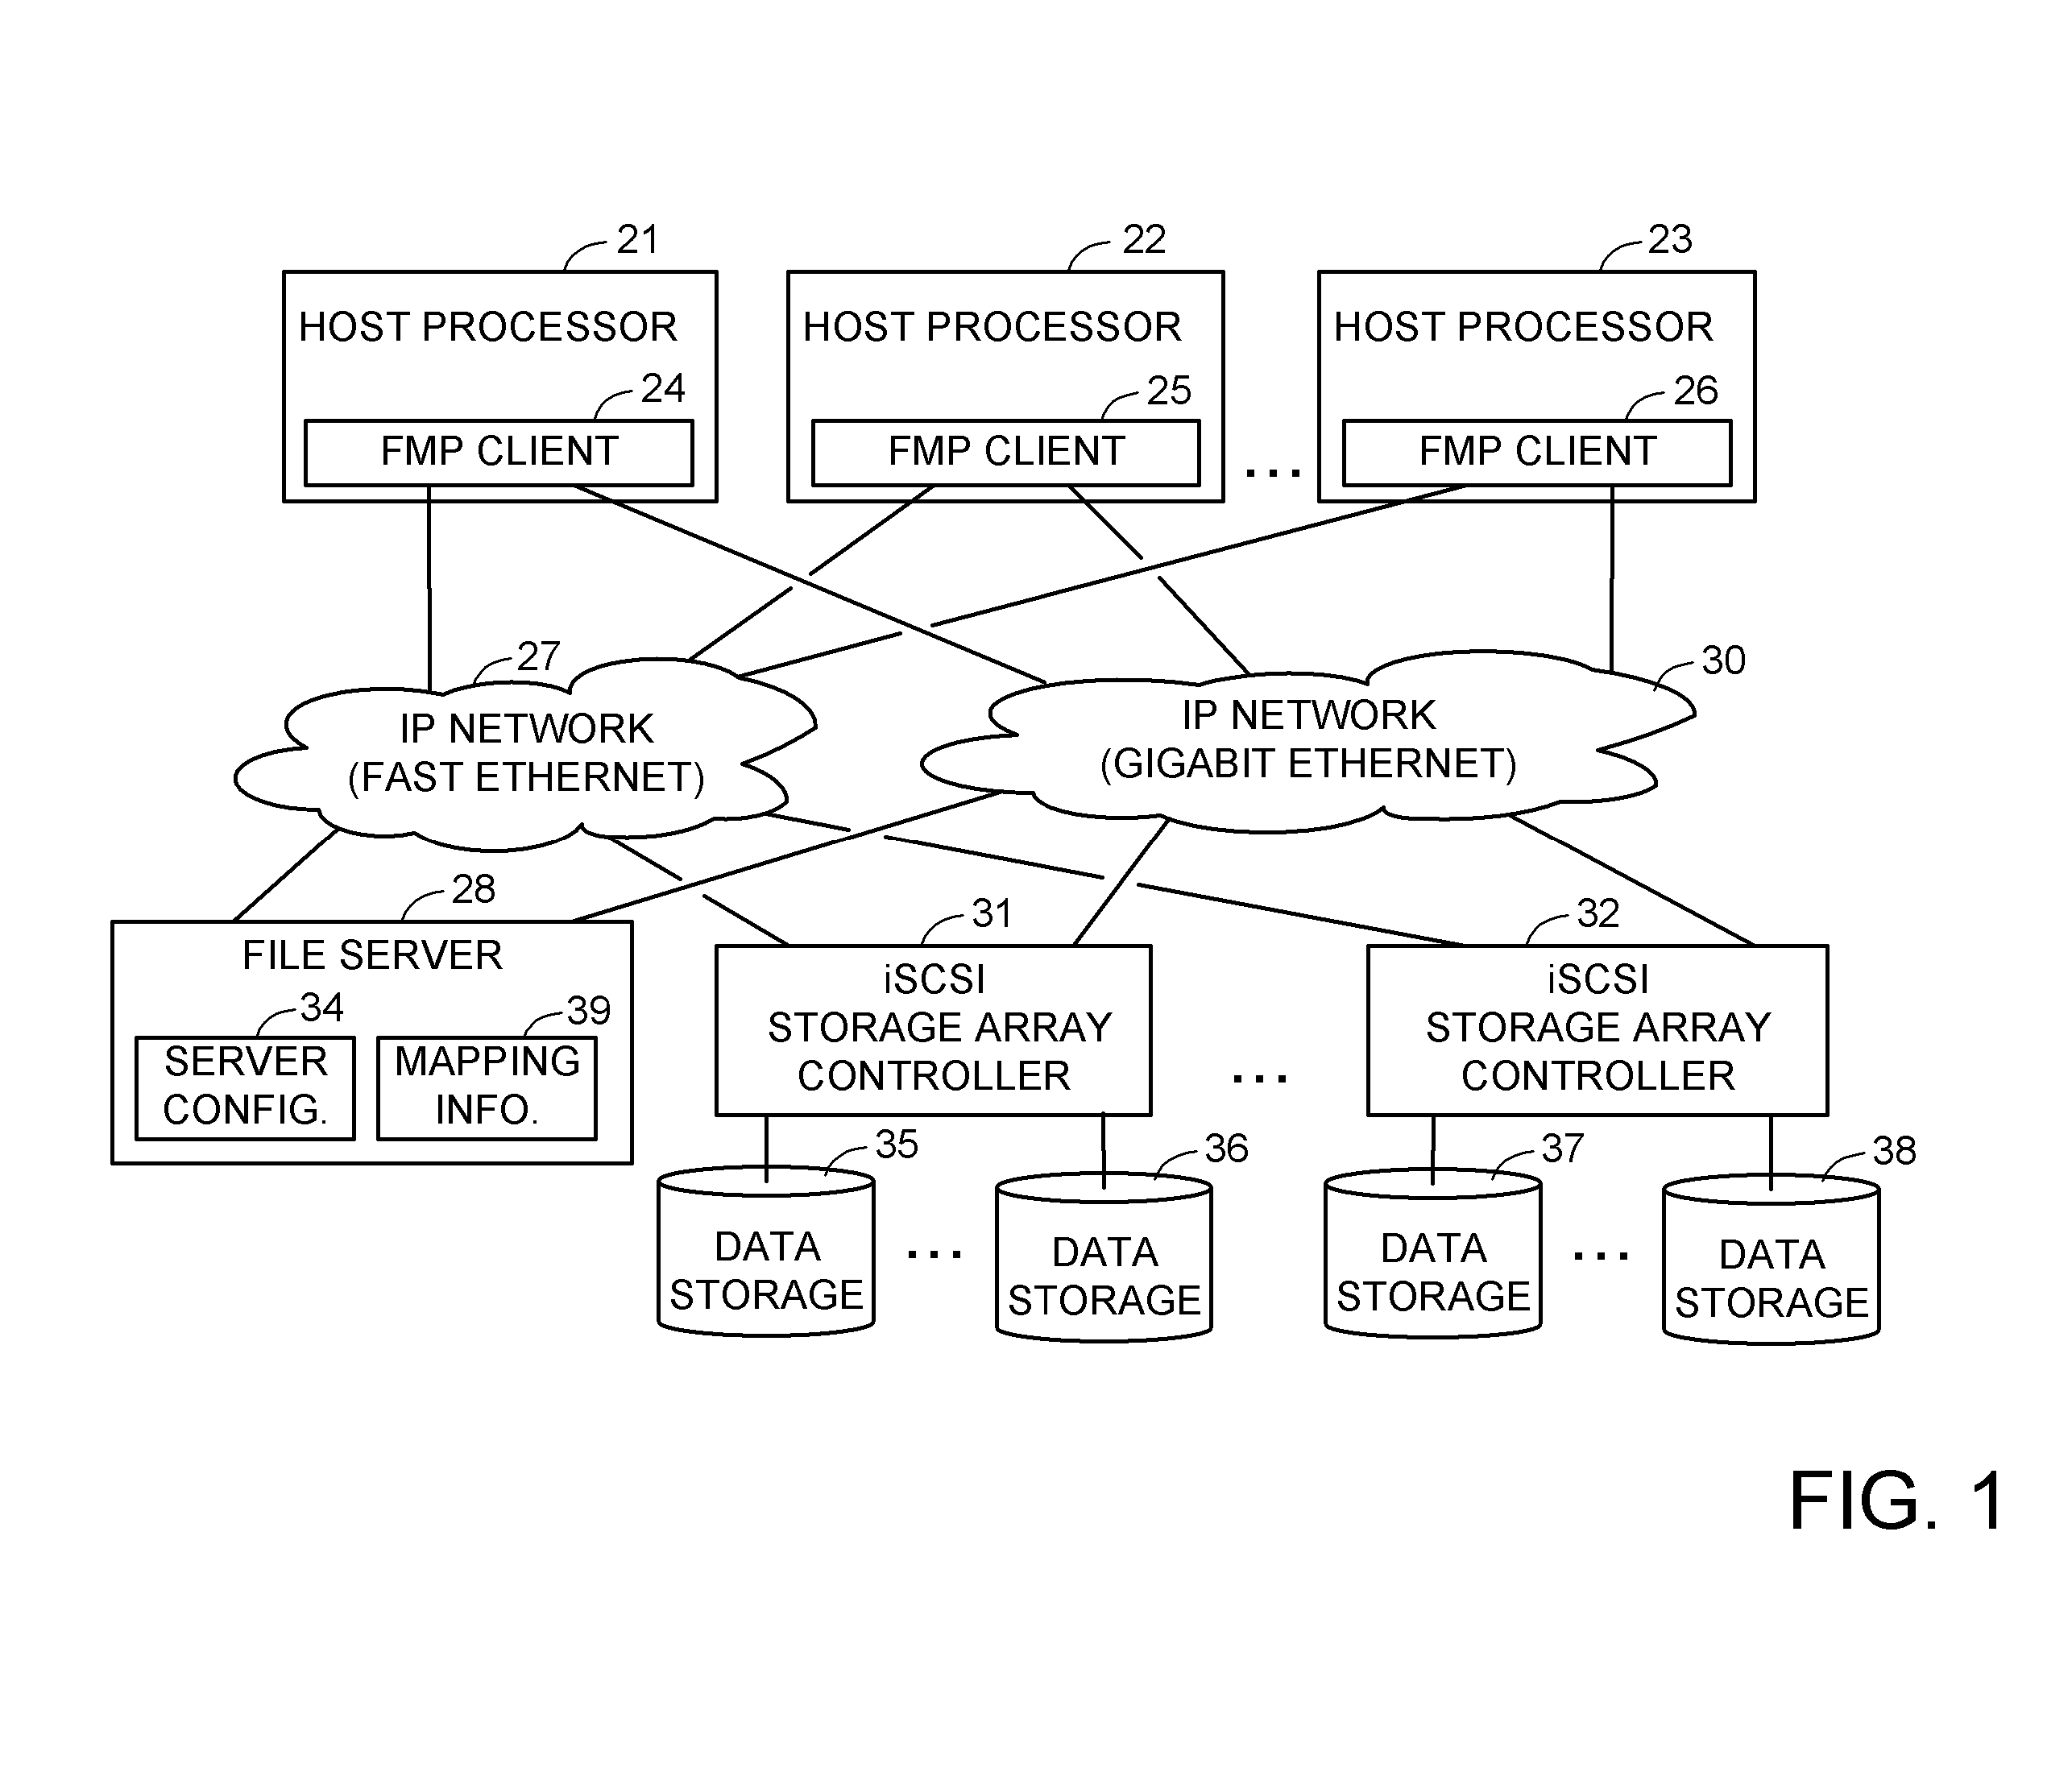 21
22
23
HOST PROCESSOR
HOST PROCESSOR
HOST PROCESSOR
24
25
26
FMP CLIENT
FMP CLIENT
...
FMP CLIENT
27
30
IP NETWORK
(FAST ETHERNET)
IP NETWORK
(GIGABIT ETHERNET)
28
31
32
FILE SERVER
34
39
SERVER
CONFIG.
MAPPING
INFO.
iSCSI
STORAGE ARRAY
CONTROLLER
...
iSCSI
STORAGE ARRAY
CONTROLLER
35
36
37
38
DATA
STORAGE
...
DATA
STORAGE
DATA
STORAGE
...
DATA
STORAGE
FIG. 1